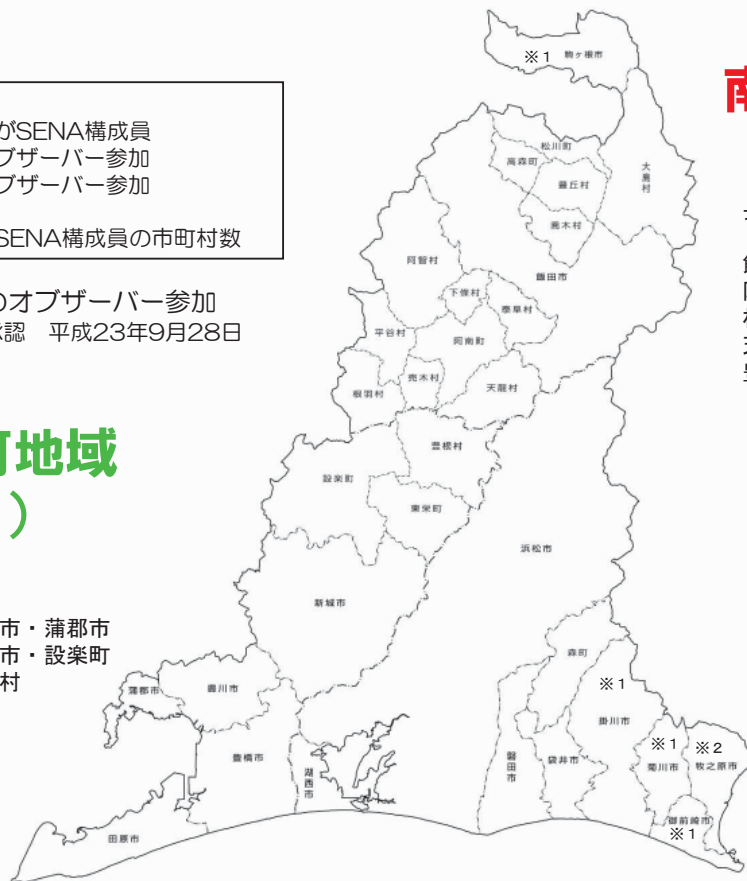 がSENA構成員
ブザーバー参加
ブザーバー参加
SENA構成員の市町村数
のオブザーバー参加
認 平成23年9月28日
町地域
）
市・蒲郡市
市・設楽町
村
南
※1 駒ヶ根市
松川町
高森町
大鹿村
豊丘村
喬木村
阿智村
飯田市
下條村
泰阜村
平谷村
阿南町
売木村
天龍村
根羽村
豊根村
設楽町
東栄町
浜松市
新城市
森町
※1
掛川市
蒲郡市
豊川市
※1
菊川市
※2
牧之原市
豊橋市
湖西市
磐田市
袋井市
御前崎市
※1
田原市